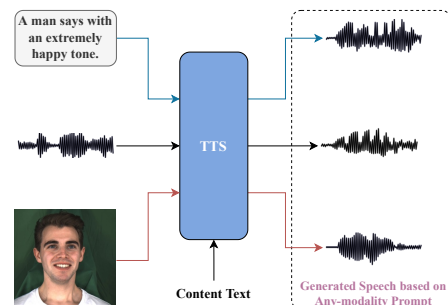 A man says with
an extremely
happy tone.
TTS
Content Text
Generated Speech based on
Any-modality Prompt